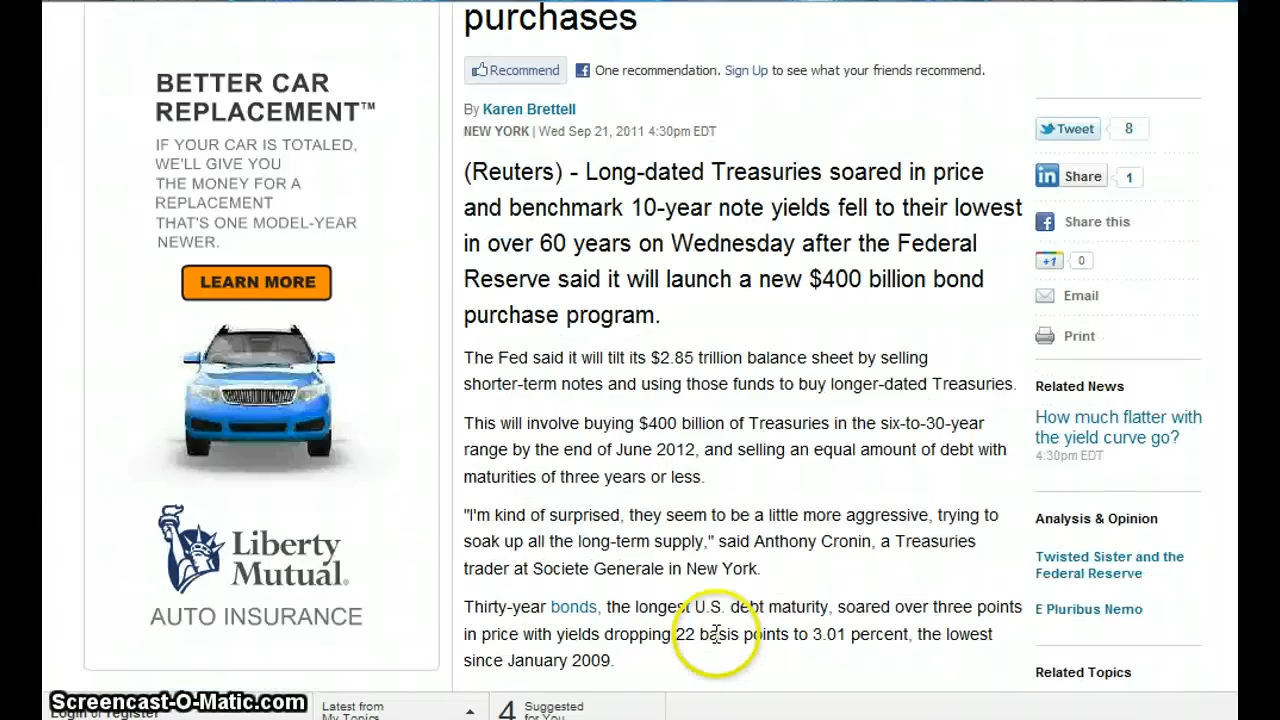 purchases
Recommend
One recommendation. Sign Up to see what your friends recommend.
By Karen Brettell
NEW YORK | Wed Sep 21, 2011 4:30pm EDT
(Reuters) - Long-dated Treasuries soared in price
and benchmark 10-year note yields fell to their lowest
in over 60 years on Wednesday after the Federal
Reserve said it will launch a new $400 billion bond
purchase program.
The Fed said it will tilt its $2.85 trillion balance sheet by selling
shorter-term notes and using those funds to buy longer-dated Treasuries.
This will involve buying $400 billion of Treasuries in the six-to-30-year
range by the end of June 2012, and selling an equal amount of debt with
maturities of three years or less.
"I'm kind of surprised, they seem to be a little more aggressive, trying to
soak up all the long-term supply," said Anthony Cronin, a Treasuries
trader at Societe Generale in New York.
Thirty-year bonds, the longest U.S. debt maturity, soared over three points
in price with yields dropping 22 basis points to 3.01 percent, the lowest
since January 2009.
BETTER CAR
REPLACEMENT™
IF YOUR CAR IS TOTALED,
WE'LL GIVE YOU
THE MONEY FOR A
REPLACEMENT
THAT'S ONE MODEL-YEAR
NEWER.
LEARN MORE
Liberty
Mutual.
AUTO INSURANCE
Tweet 8
in Share 1
Share this
+1 0
Email
Print
Related News
How much flatter with
the yield curve go?
4:30pm EDT
Analysis & Opinion
Twisted Sister and the
Federal Reserve
E Pluribus Nemo
Related Topics
Screencast-O-Matic.com
Login or register
Latest from
My Topics
4 Suggested
for You